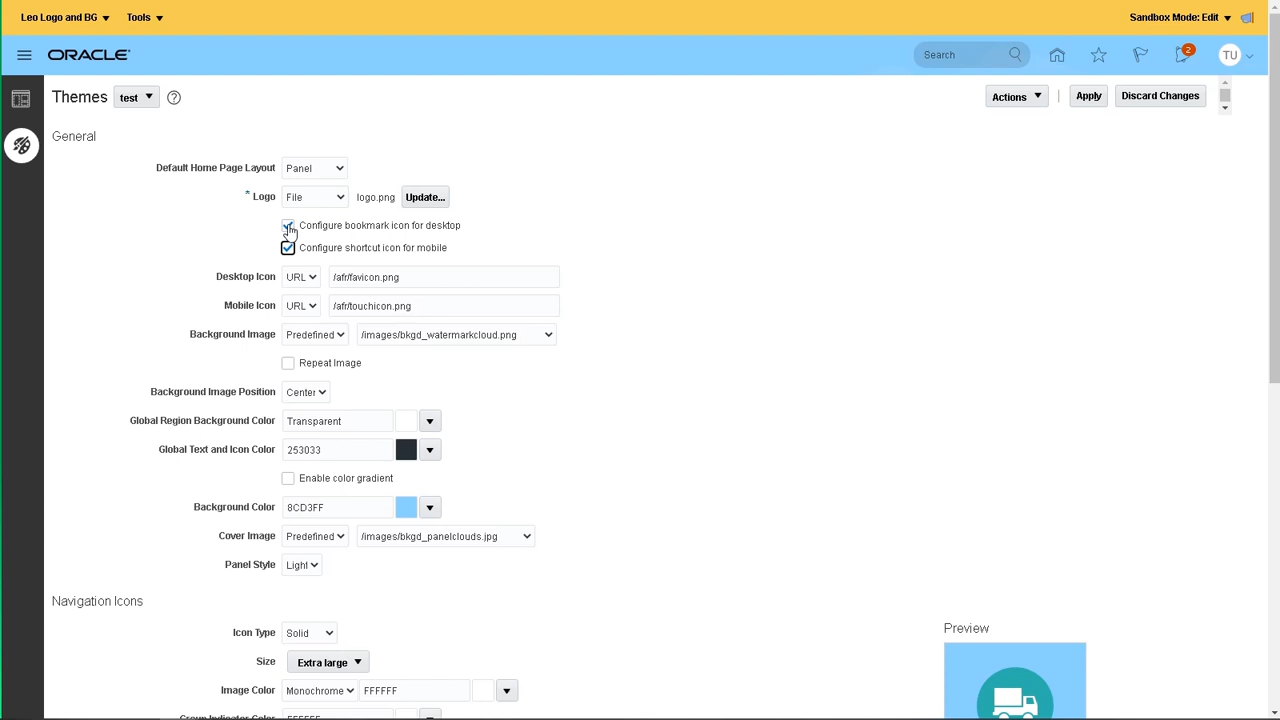 Leo Logo and BG Tools Sandbox Mode: Edit
ORACLE Search 2 TU
Themes test ? Actions Apply Discard Changes
General
Default Home Page Layout Panel
* Logo File logo.png Update...
Configure bookmark icon for desktop
Configure shortcut icon for mobile
Desktop Icon URL /afr/favicon.png
Mobile Icon URL /afr/touchicon.png
Background Image Predefined /images/bkgd_watermarkcloud.png
Repeat Image
Background Image Position Center
Global Region Background Color Transparent
Global Text and Icon Color 253033
Enable color gradient
Background Color 8CD3FF
Cover Image Predefined /images/bkgd_panelclouds.jpg
Panel Style Light
Navigation Icons
Icon Type Solid
Preview
Size Extra large
Image Color Monochrome FFFFFF
Group Indicator Color FFFFFF